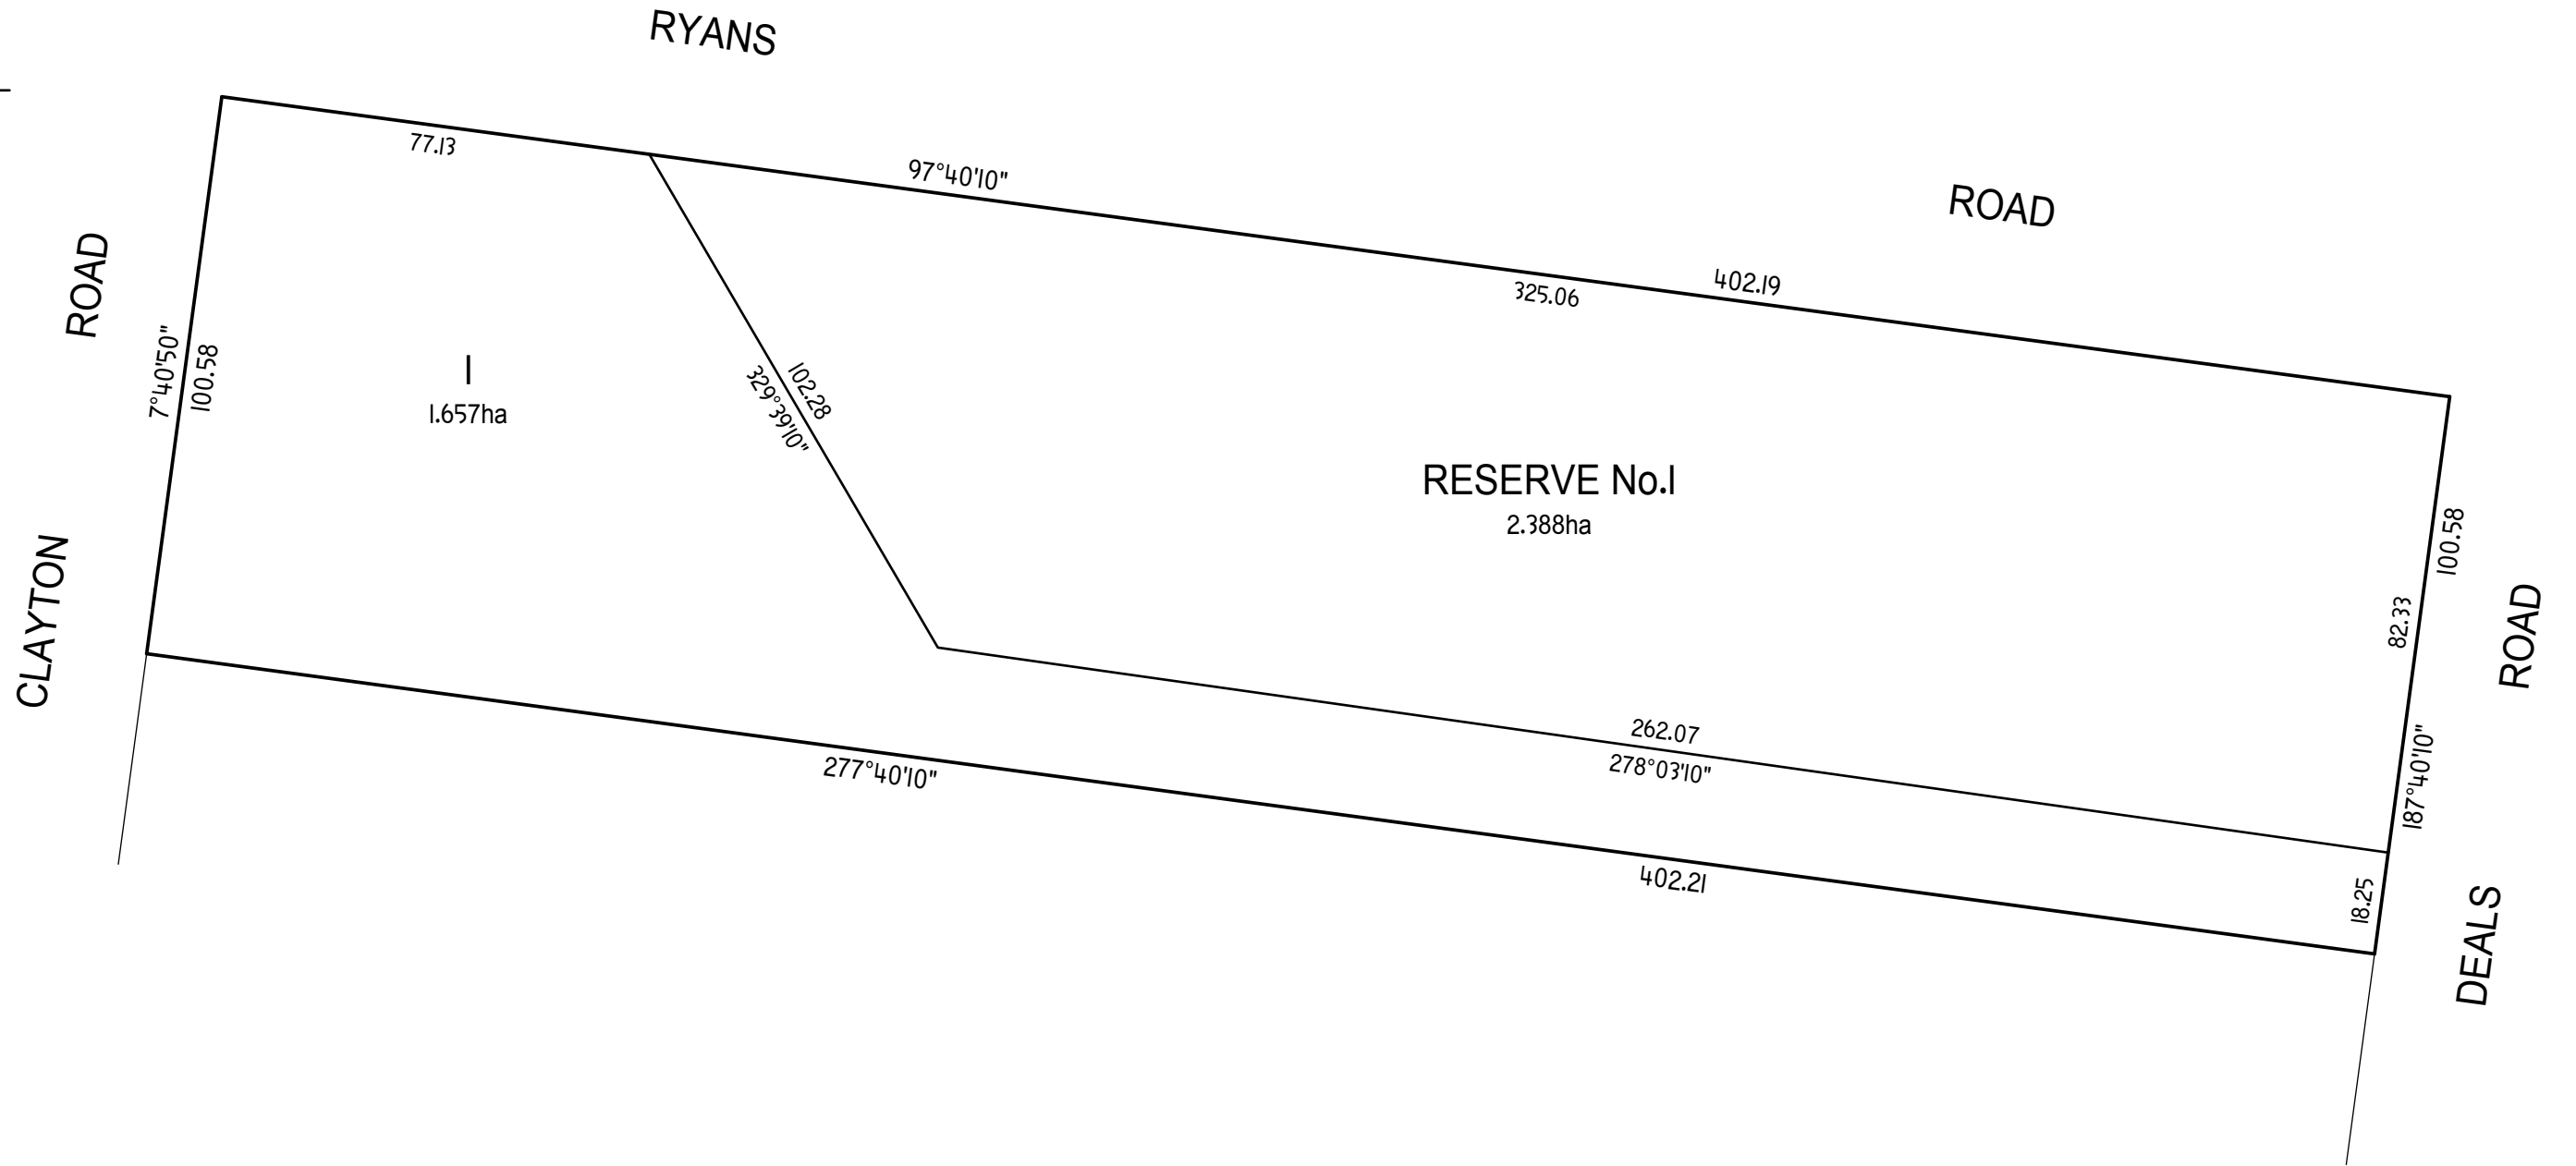 RYANS
ROAD
77.13
97°40'10"
402.19
325.06
ROAD
CLAYTON
7°40'50"
100.58
1
1.657ha
102.28
329°39'10"
RESERVE No.1
2.388ha
100.58
82.33
ROAD
DEALS
187°40'10"
262.07
278°03'10"
277°40'10"
402.21
18.25